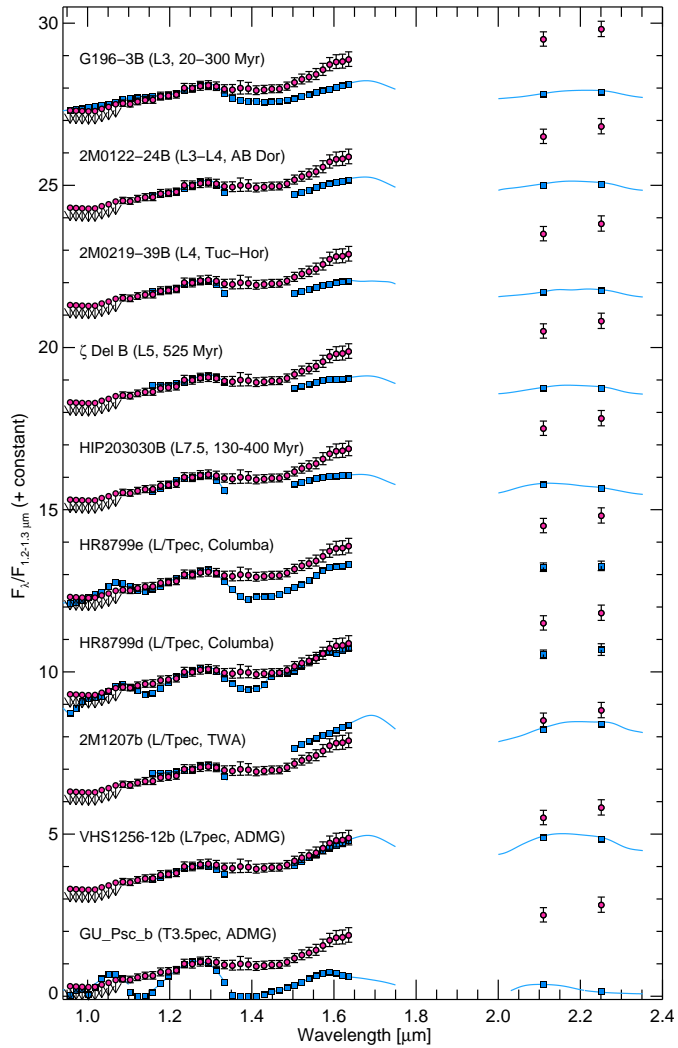 30
G196−3B (L3, 20−300 Myr)
2M0122−24B (L3−L4, AB Dor)
25
2M0219−39B (L4, Tuc−Hor)
20
ζ Del B (L5, 525 Myr)
HIP203030B (L7.5, 130-400 Myr)
15
HR8799e (L/Tpec, Columba)
HR8799d (L/Tpec, Columba)
10
2M1207b (L/Tpec, TWA)
VHS1256-12b (L7pec, ADMG)
5
GU_Psc_b (T3.5pec, ADMG)
0
Fλ/F1.2-1.3 μm (+ constant)
1.0 1.2 1.4 1.6 1.8 2.0 2.2 2.4
Wavelength [μm]